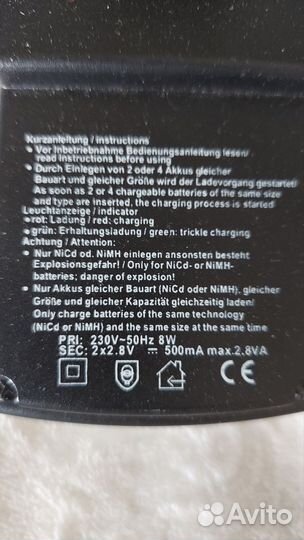 Kurzanleitung / Instructions
• Vor Inbetriebnahme Bedienungsanleitung lesen/
read instructions before using
• Durch Einlegen von 2 oder 4 Akkus gleicher
Bauart und gleicher Größe wird der Ladevorgang gestartet/
As soon as 2 or 4 chargeable batteries of the same size
and type are inserted, the charging process is started
Leuchtanzeige / indicator
•rot: Ladung / red: charging
•grün: Erhaltungsladung / green: trickle charging
Achtung / Attention:
• Nur NiCd od. NiMH einlegen ansonsten besteht
Explosionsgefahr! / Only for NiCd- or NiMH-
batteries; danger of explosion!
• Nur Akkus gleicher Bauart (NiCd oder NiMH), gleicher
Größe und gleicher Kapazität gleichzeitig laden/
Only charge batteries of the same technology
(NiCd or NiMH) and the same size at the same time
PRI: 230V~50Hz 8W
SEC: 2x2.8V ⎓ 500mA max.2.8VA
CE
Avito